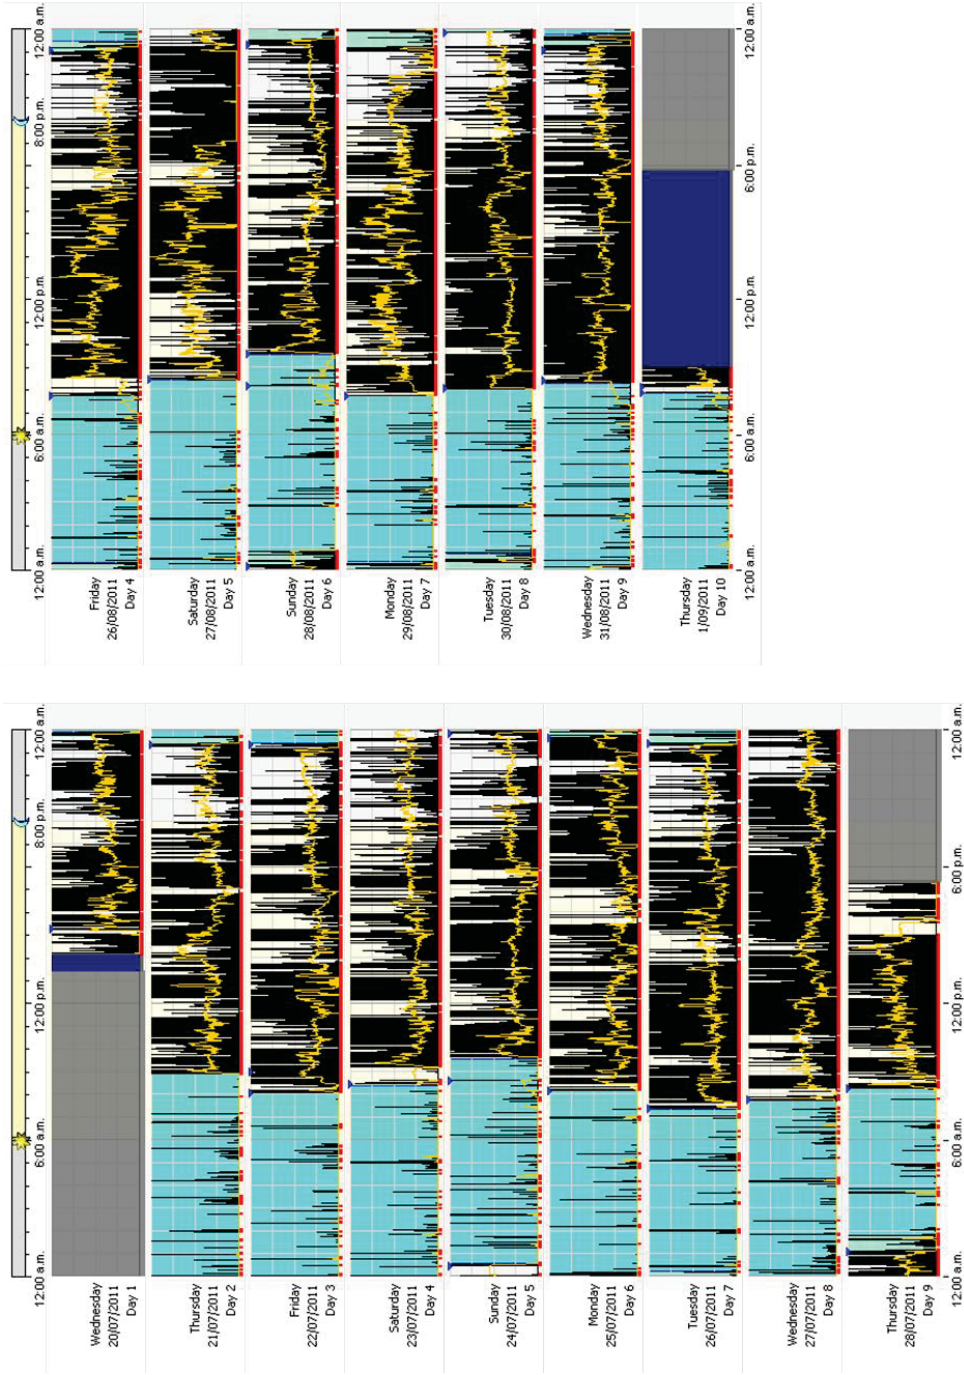 12:00 a.m. 6:00 a.m. 12:00 p.m. 8:00 p.m. 12:00 a.m.
Wednesday
20/07/2011
Day 1
Thursday
21/07/2011
Day 2
Friday
22/07/2011
Day 3
Saturday
23/07/2011
Day 4
Sunday
24/07/2011
Day 5
Monday
25/07/2011
Day 6
Tuesday
26/07/2011
Day 7
Wednesday
27/07/2011
Day 8
Thursday
28/07/2011
Day 9
12:00 a.m. 6:00 a.m. 12:00 p.m. 6:00 p.m. 12:00 a.m.
12:00 a.m. 6:00 a.m. 12:00 p.m. 8:00 p.m. 12:00 a.m.
Friday
26/08/2011
Day 4
Saturday
27/08/2011
Day 5
Sunday
28/08/2011
Day 6
Monday
29/08/2011
Day 7
Tuesday
30/08/2011
Day 8
Wednesday
31/08/2011
Day 9
Thursday
1/09/2011
Day 10
12:00 a.m. 6:00 a.m. 12:00 p.m. 6:00 p.m. 12:00 a.m.